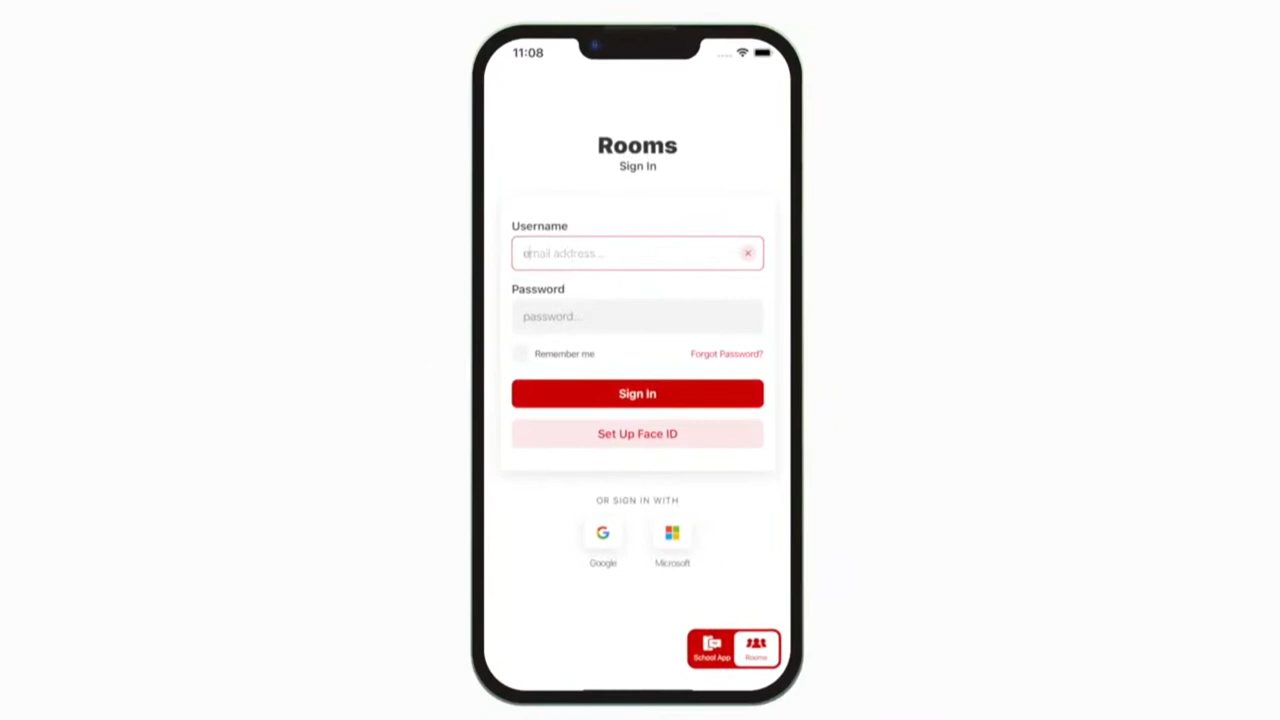 11:08
Rooms
Sign In
Username
email address...
Password
password...
Remember me
Forgot Password?
Sign In
Set Up Face ID
OR SIGN IN WITH
Google
Microsoft
School App
Rooms